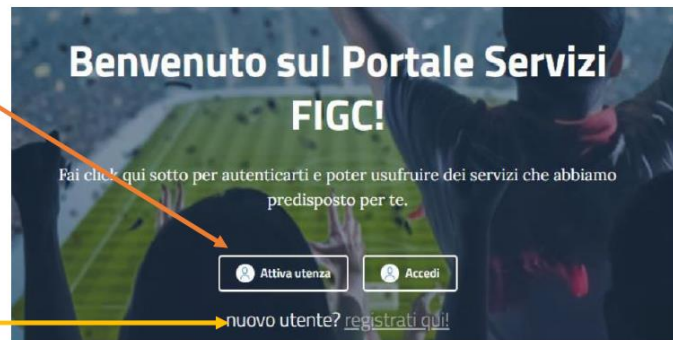 Benvenuto sul Portale Servizi
FIGC!
Fai click qui sotto per autenticarti e poter usufruire dei servizi che abbiamo
predisposto per te.
Attiva utenza
Accedi
nuovo utente? registrati qui!